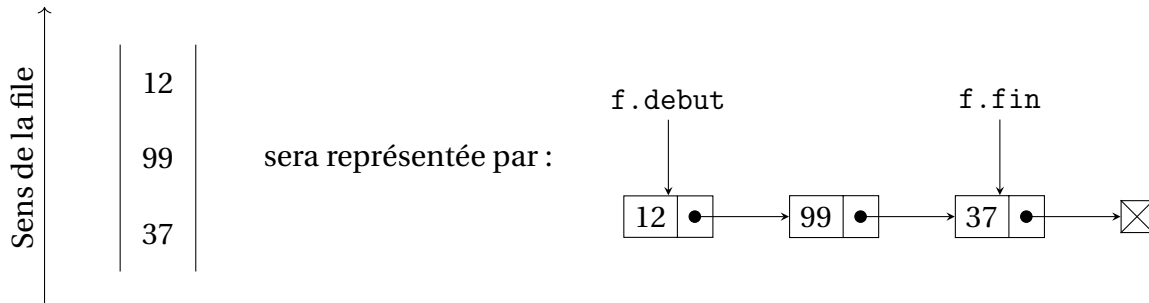 Sens de la file
12
99
37
sera représentée par :
f.debut
f.fin
12
99
37